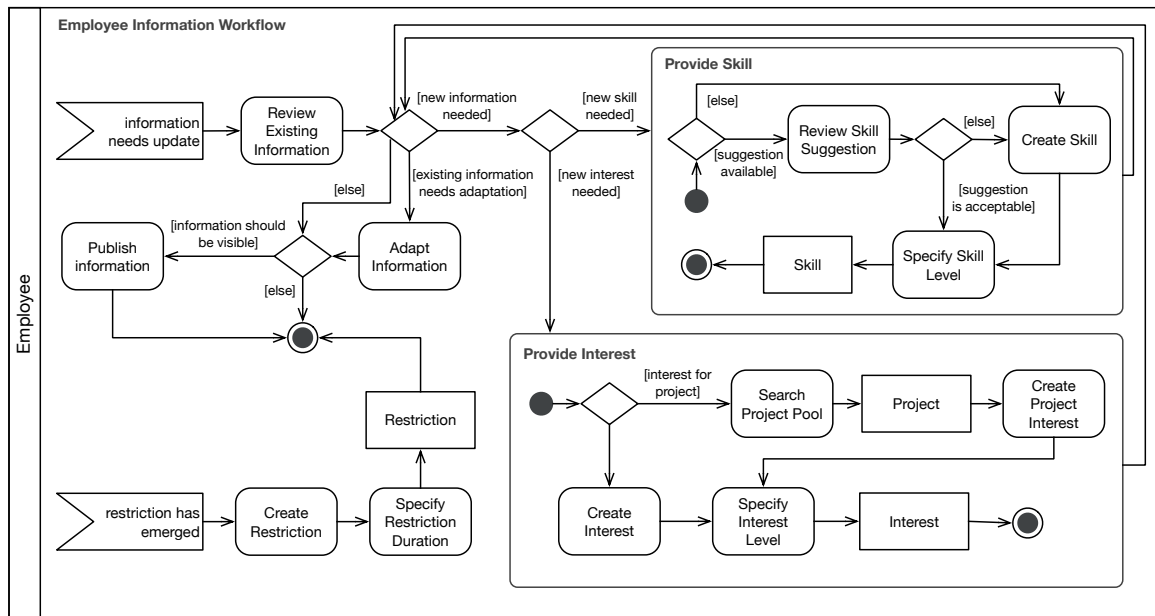 Employee
Employee Information Workflow
information
needs update
Review
Existing
Information
[new information
needed]
[new skill
needed]
[else]
[existing information
needs adaptation]
[new interest
needed]
Provide Skill
[else]
[suggestion
available]
Review Skill
Suggestion
[else]
Create Skill
[suggestion
is acceptable]
Specify Skill
Level
Skill
[information should
be visible]
Publish
information
Adapt
Information
[else]
Restriction
restriction has
emerged
Create
Restriction
Specify
Restriction
Duration
Provide Interest
[interest for
project]
Search
Project Pool
Project
Create
Project
Interest
Create
Interest
Specify
Interest
Level
Interest